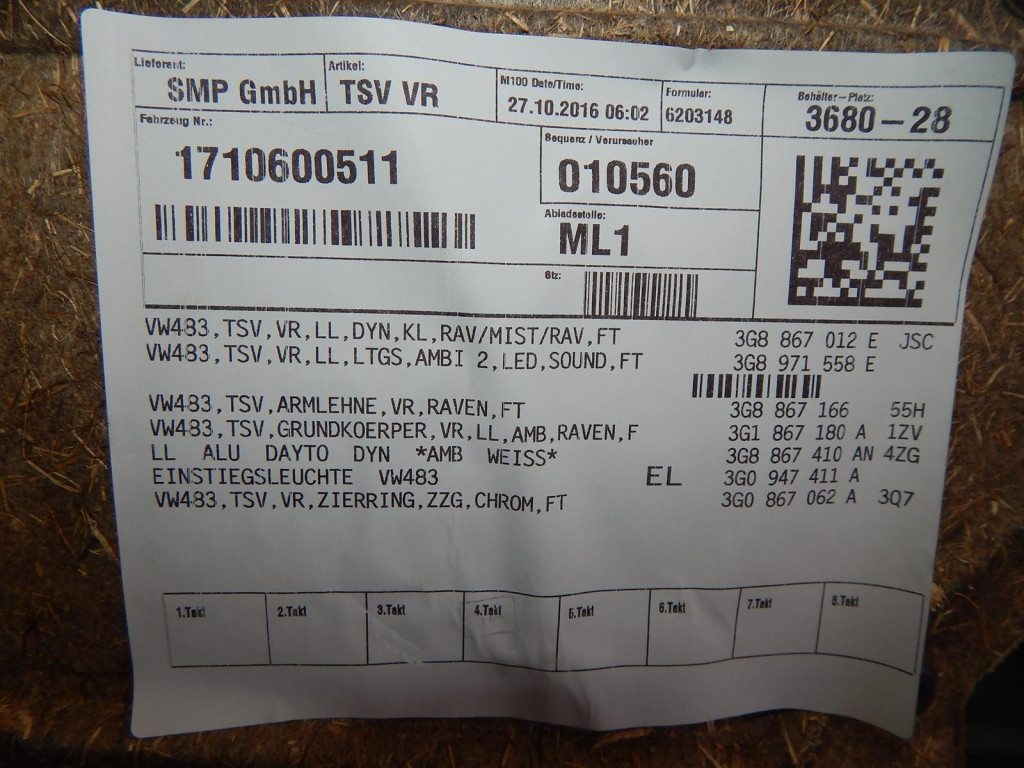 Lieferant:
SMP GmbH
Artikel:
TSV VR
M100 Date/Time:
27.10.2016 06:02
Formular:
6203148
Behälter-Platz:
3680-28
Fahrzeug Nr.:
1710600511
Sequenz / Verursacher
010560
Abladestelle:
ML1
Stz:
VW483,TSV,VR,LL,DYN,KL,RAV/MIST/RAV,FT 3G8 867 012 E JSC
VW483,TSV,VR,LL,LTGS,AMBI 2,LED,SOUND,FT 3G8 971 558 E
VW483,TSV,ARMLEHNE,VR,RAVEN,FT 3G8 867 166 55H
VW483,TSV,GRUNDKOERPER,VR,LL,AMB,RAVEN,F 3G1 867 180 A 1ZV
LL ALU DAYTO DYN *AMB WEISS* 3G8 867 410 AN 4ZG
EINSTIEGSLEUCHTE VW483 EL 3G0 947 411 A
VW483,TSV,VR,ZIERRING,ZZG,CHROM,FT 3G0 867 062 A 3Q7
1.Takt 2.Takt 3.Takt 4.Takt 5.Takt 6.Takt 7.Takt 8.Takt